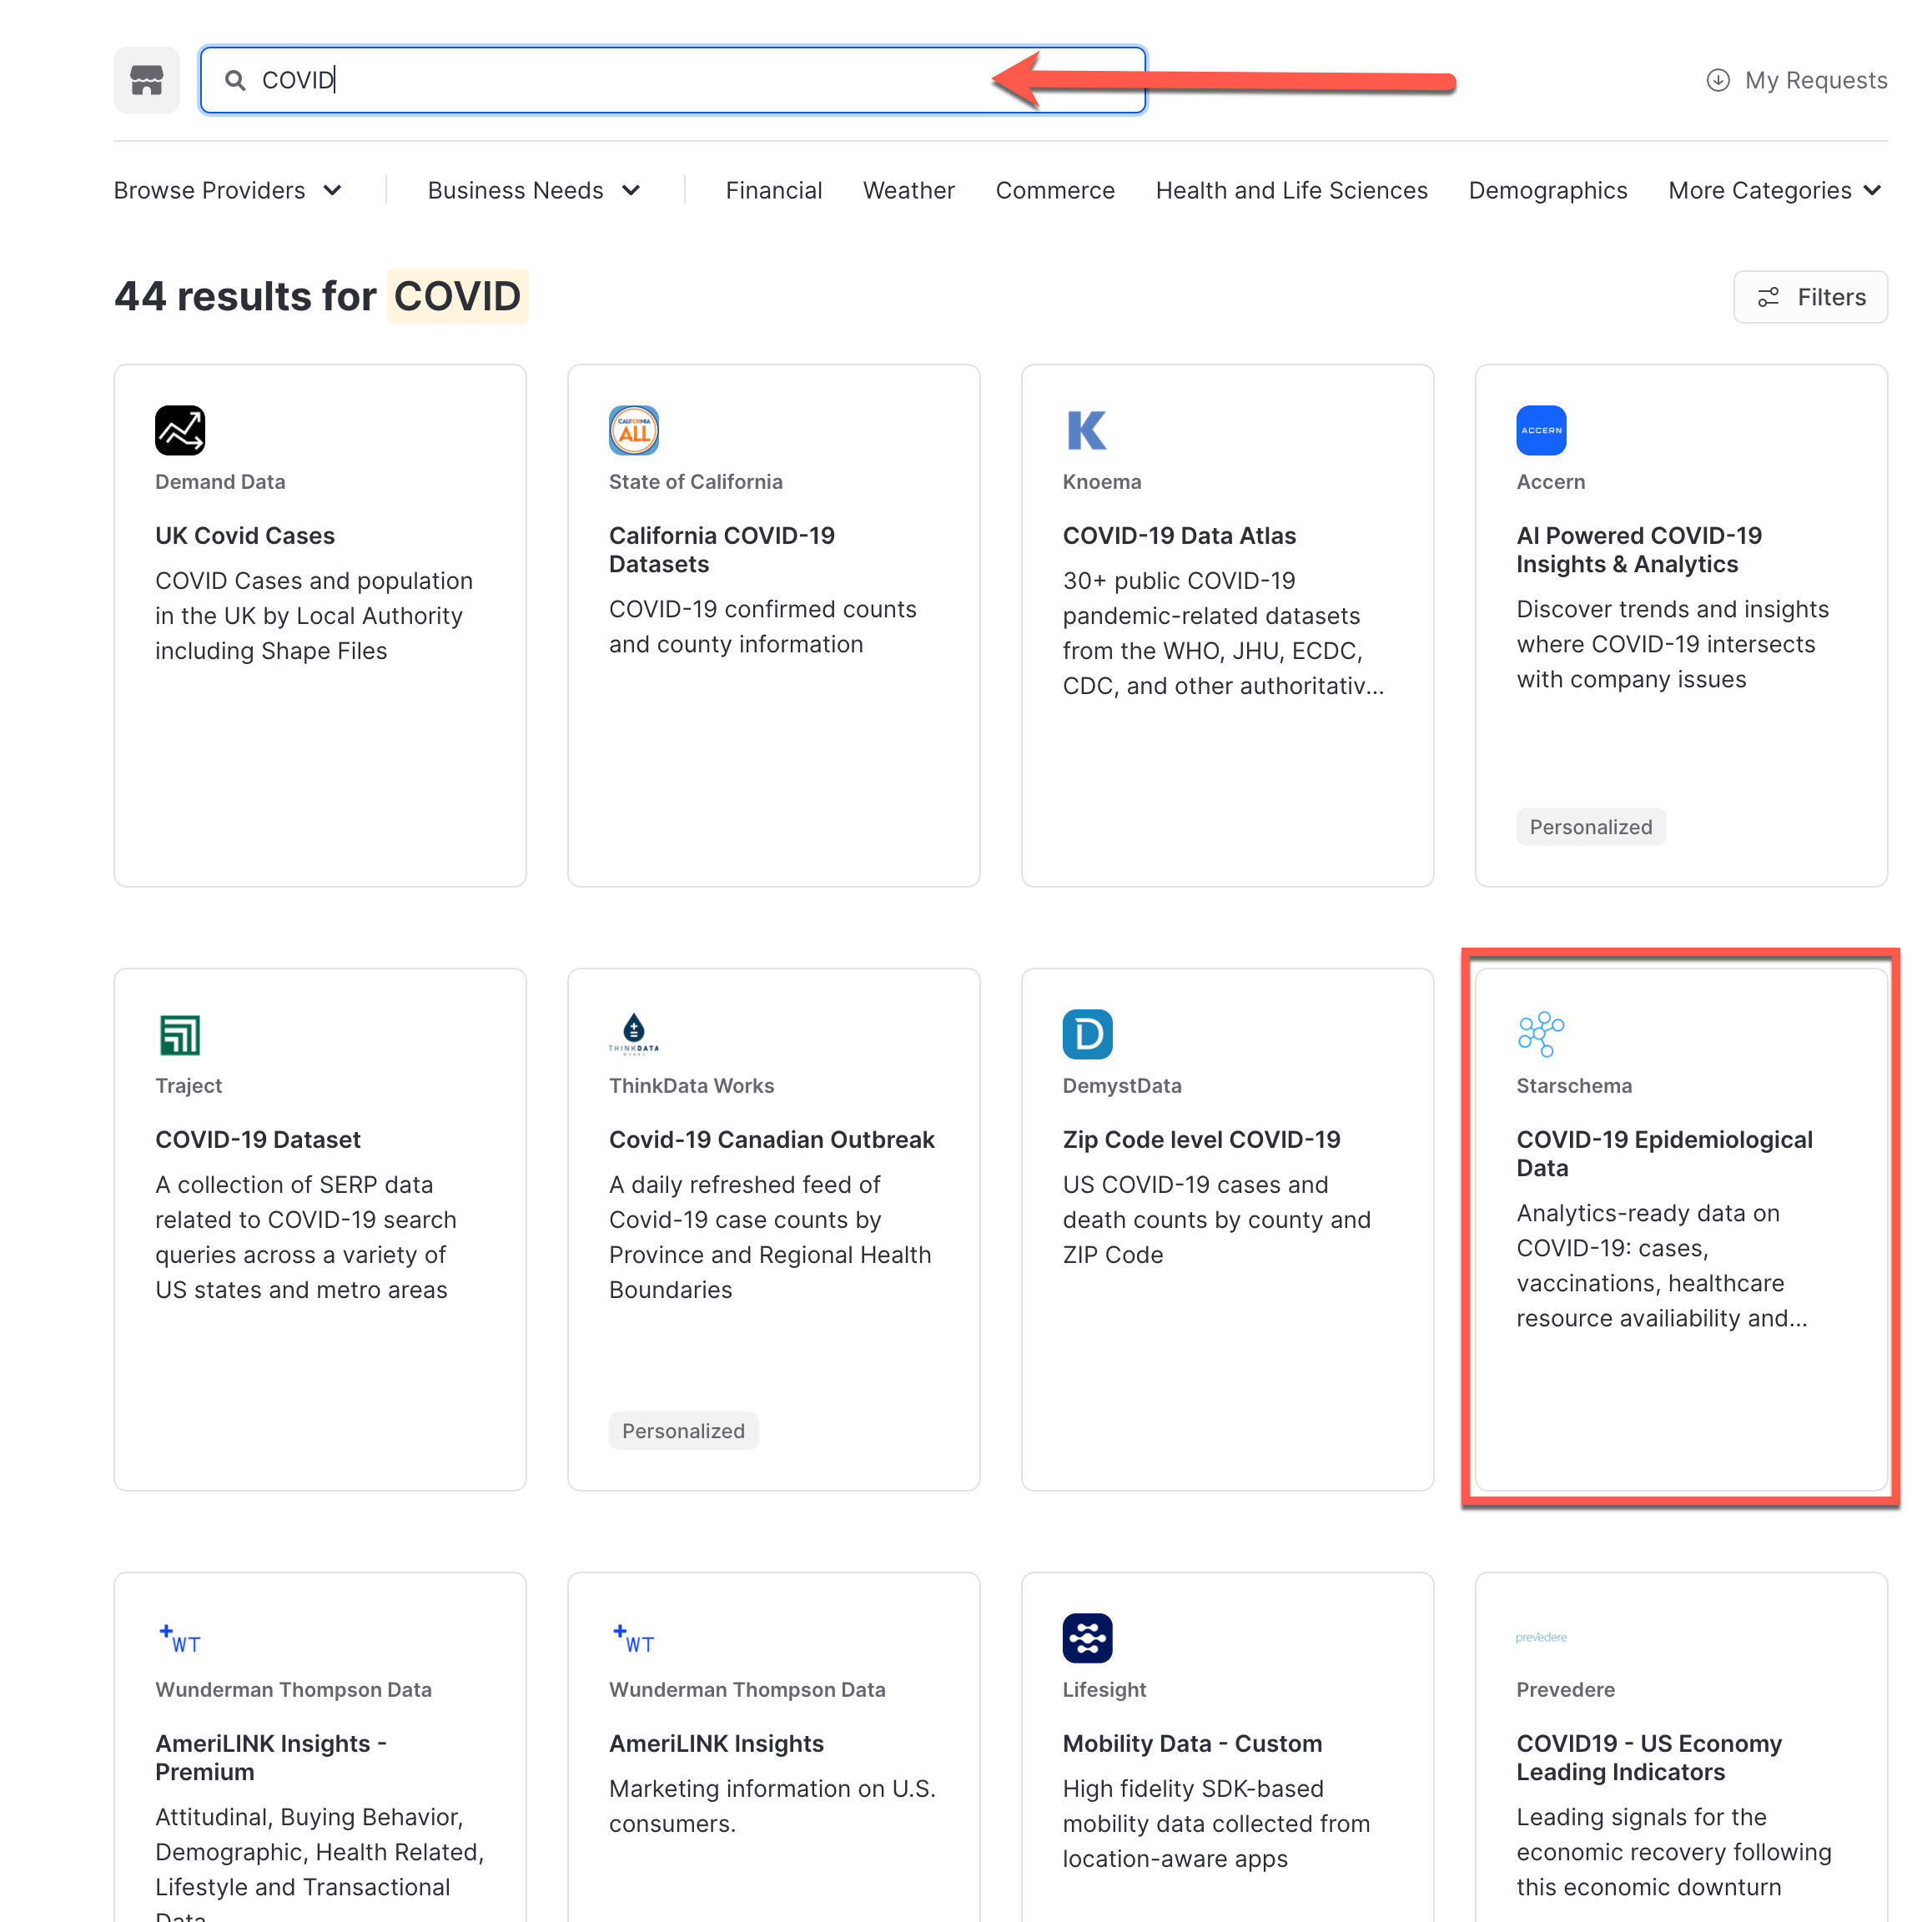 COVID
My Requests
Browse Providers
Business Needs
Financial
Weather
Commerce
Health and Life Sciences
Demographics
More Categories
44 results for COVID
Filters
CALIFORNIA
ALL
Demand Data
UK Covid Cases
COVID Cases and population
in the UK by Local Authority
including Shape Files
State of California
California COVID-19
Datasets
COVID-19 confirmed counts
and county information
K
Knoema
COVID-19 Data Atlas
30+ public COVID-19
pandemic-related datasets
from the WHO, JHU, ECDC,
CDC, and other authoritativ...
ACCERN
Accern
AI Powered COVID-19
Insights & Analytics
Discover trends and insights
where COVID-19 intersects
with company issues
Personalized
Traject
COVID-19 Dataset
A collection of SERP data
related to COVID-19 search
queries across a variety of
US states and metro areas
THINKDATA
WORKS
ThinkData Works
Covid-19 Canadian Outbreak
A daily refreshed feed of
Covid-19 case counts by
Province and Regional Health
Boundaries
Personalized
D
DemystData
Zip Code level COVID-19
US COVID-19 cases and
death counts by county and
ZIP Code
Starschema
COVID-19 Epidemiological
Data
Analytics-ready data on
COVID-19: cases,
vaccinations, healthcare
resource availiability and...
+WT
Wunderman Thompson Data
AmeriLINK Insights -
Premium
Attitudinal, Buying Behavior,
Demographic, Health Related,
Lifestyle and Transactional
Data
+WT
Wunderman Thompson Data
AmeriLINK Insights
Marketing information on U.S.
consumers.
Lifesight
Mobility Data - Custom
High fidelity SDK-based
mobility data collected from
location-aware apps
prevedere
Prevedere
COVID19 - US Economy
Leading Indicators
Leading signals for the
economic recovery following
this economic downturn